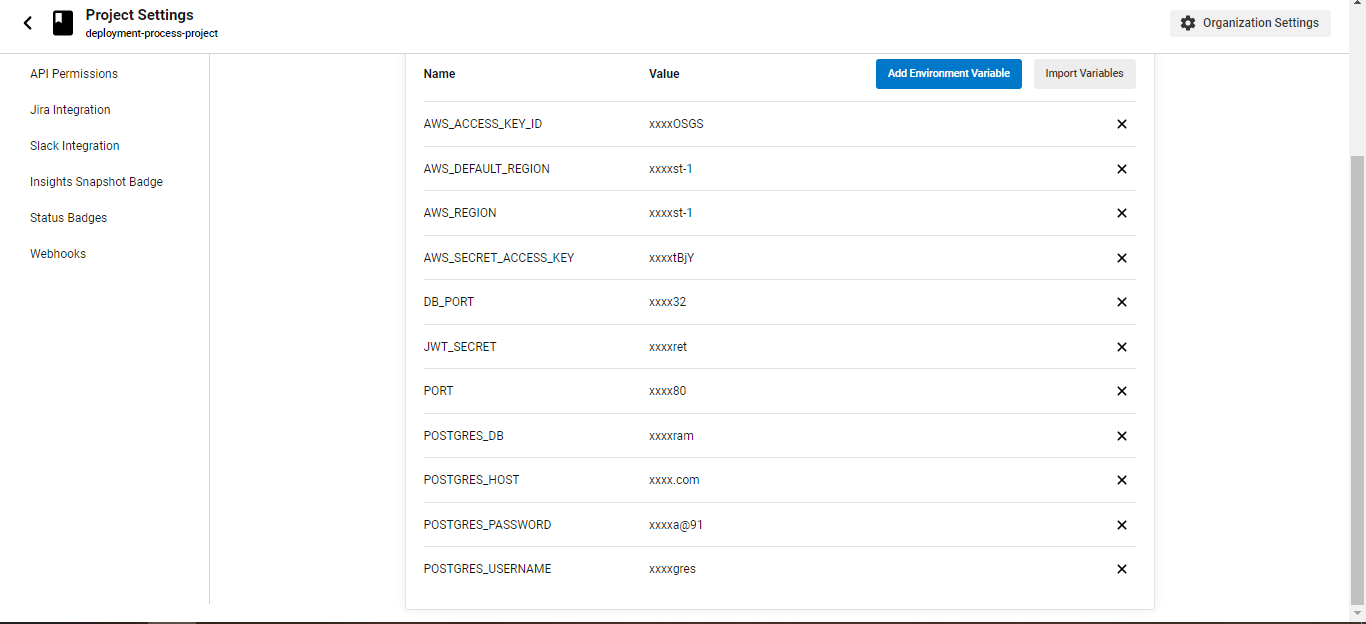 Project Settings
deployment-process-project
Organization Settings
API Permissions
Jira Integration
Slack Integration
Insights Snapshot Badge
Status Badges
Webhooks
Name Value Add Environment Variable Import Variables
AWS_ACCESS_KEY_ID xxxxOSGS
AWS_DEFAULT_REGION xxxxst-1
AWS_REGION xxxxst-1
AWS_SECRET_ACCESS_KEY xxxxtBjY
DB_PORT xxxx32
JWT_SECRET xxxxret
PORT xxxx80
POSTGRES_DB xxxxram
POSTGRES_HOST xxxx.com
POSTGRES_PASSWORD xxxxa@91
POSTGRES_USERNAME xxxxgres